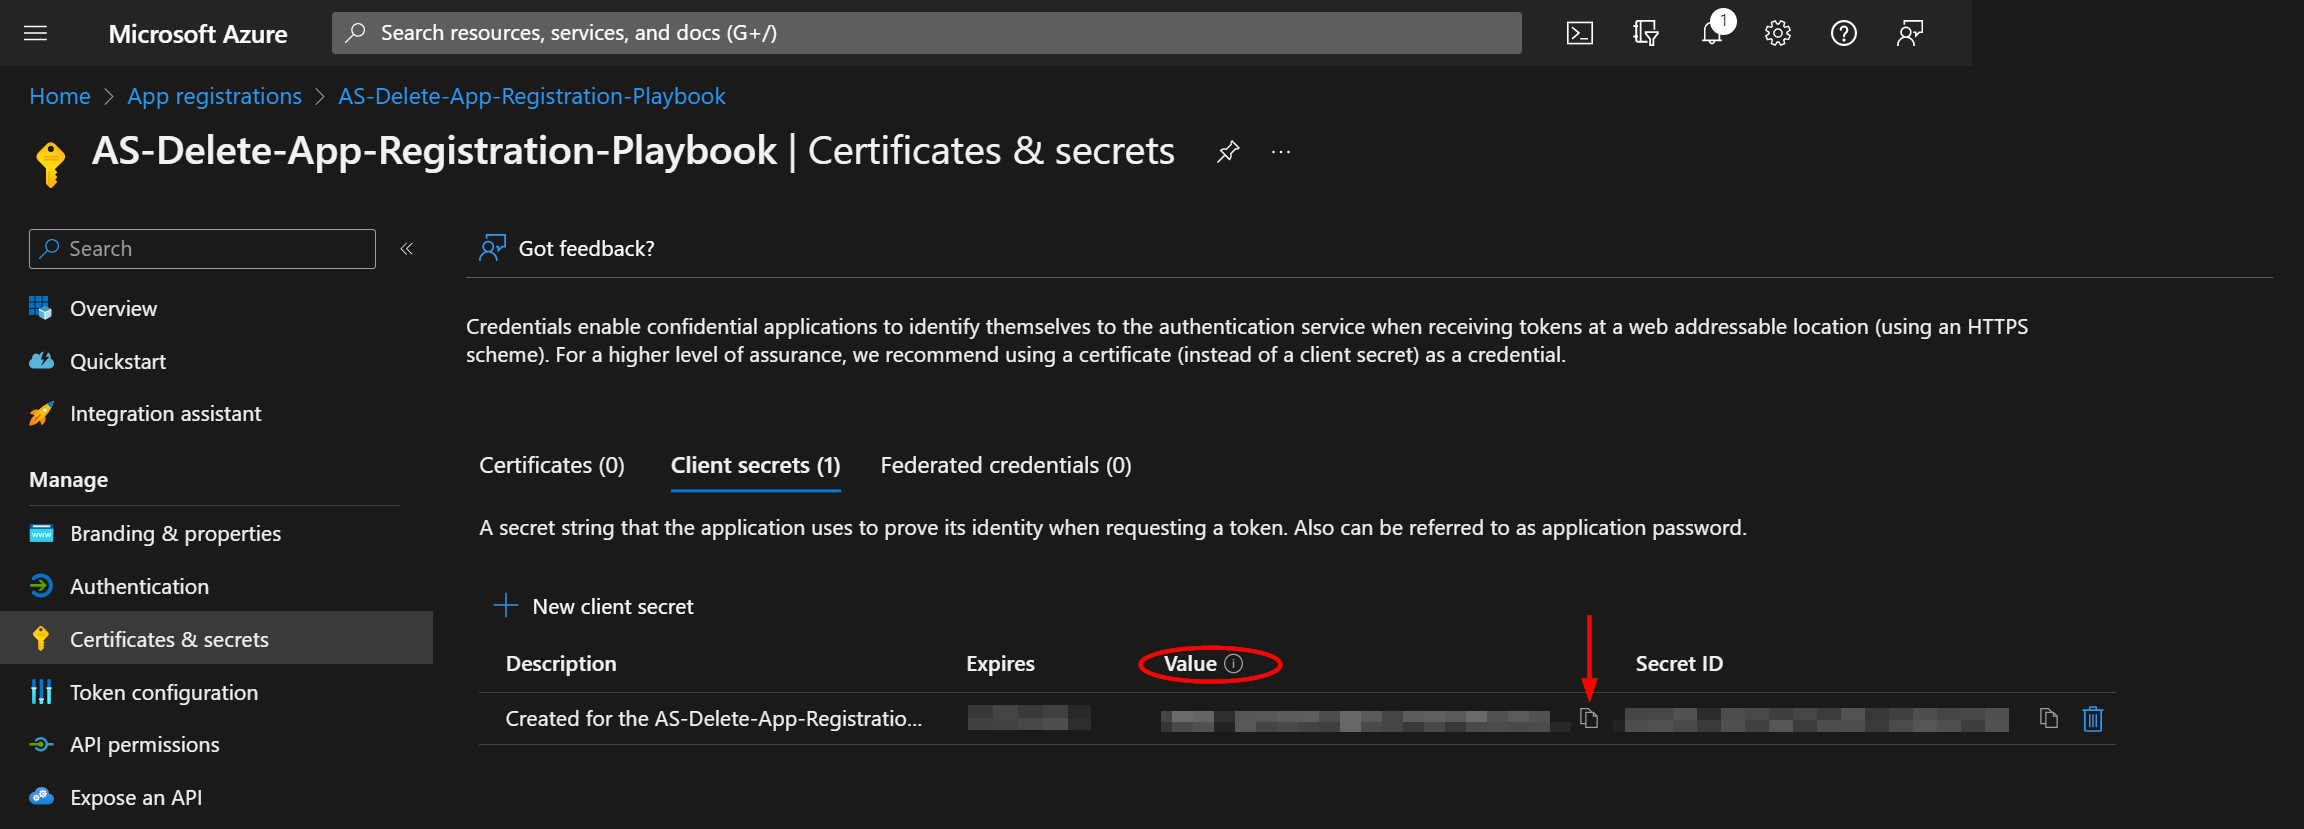 Microsoft Azure
Search resources, services, and docs (G+/)
1
Home > App registrations > AS-Delete-App-Registration-Playbook
AS-Delete-App-Registration-Playbook | Certificates & secrets
Search
Got feedback?
Overview
Quickstart
Integration assistant
Manage
Branding & properties
Authentication
Certificates & secrets
Token configuration
API permissions
Expose an API
Credentials enable confidential applications to identify themselves to the authentication service when receiving tokens at a web addressable location (using an HTTPS
scheme). For a higher level of assurance, we recommend using a certificate (instead of a client secret) as a credential.
Certificates (0) Client secrets (1) Federated credentials (0)
A secret string that the application uses to prove its identity when requesting a token. Also can be referred to as application password.
New client secret
Description Expires Value Secret ID
Created for the AS-Delete-App-Registratio...